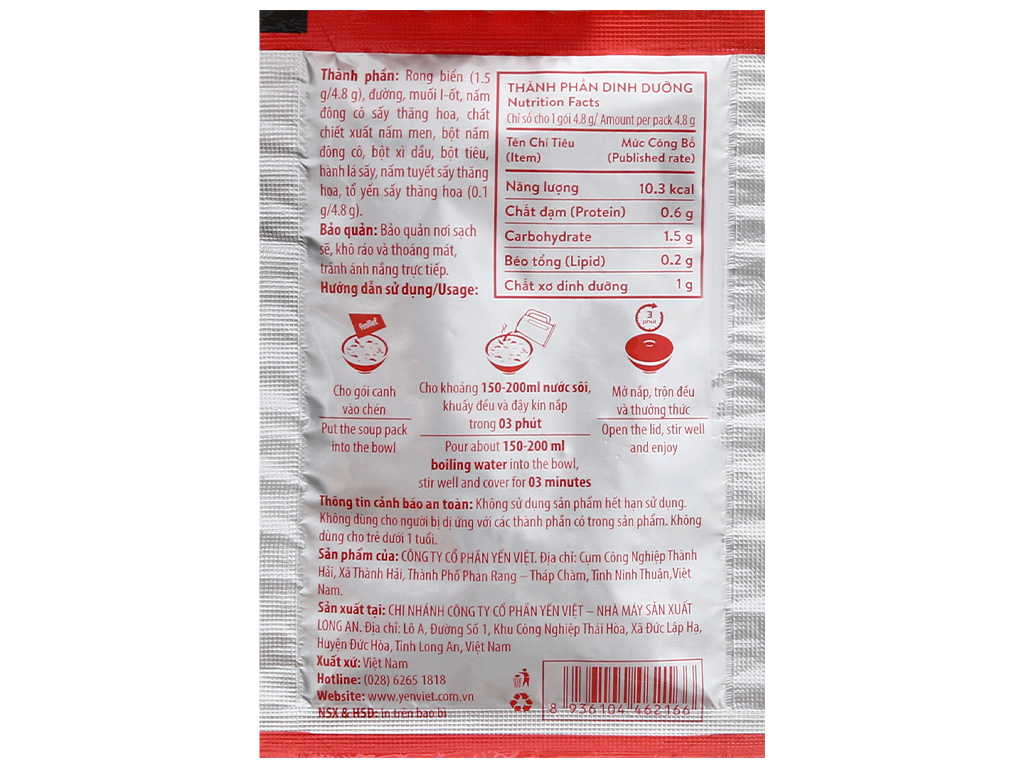 Thành phần: Rong biển (1.5
g/4.8 g), đường, muối I-ốt, nấm
đông cô sấy thăng hoa, chất
chiết xuất nấm men, bột nấm
đông cô, bột xì dầu, bột tiêu,
hành lá sấy, nấm tuyết sấy thăng
hoa, tổ yến sấy thăng hoa (0.1
g/4.8 g).
Bảo quản: Bảo quản nơi sạch
sẽ, khô ráo và thoáng mát,
tránh ánh nắng trực tiếp.
Hướng dẫn sử dụng/Usage:
THÀNH PHẦN DINH DƯỠNG
Nutrition Facts
Chỉ số cho 1 gói 4.8 g/ Amount per pack 4.8 g
Tên Chỉ Tiêu Mức Công Bố
(Item) (Published rate)
Năng lượng 10.3 kcal
Chất đạm (Protein) 0.6 g
Carbohydrate 1.5 g
Béo tổng (Lipid) 0.2 g
Chất xơ dinh dưỡng 1 g
YenViet
3
phút
Cho gói canh
vào chén
Put the soup pack
into the bowl
Cho khoảng 150-200ml nước sôi,
khuấy đều và đậy kín nắp
trong 03 phút
Pour about 150-200 ml
boiling water into the bowl,
stir well and cover for 03 minutes
Mở nắp, trộn đều
và thưởng thức
Open the lid, stir well
and enjoy
Thông tin cảnh báo an toàn: Không sử dụng sản phẩm hết hạn sử dụng.
Không dùng cho người bị dị ứng với các thành phần có trong sản phẩm. Không
dùng cho trẻ dưới 1 tuổi.
Sản phẩm của: CÔNG TY CỔ PHẦN YẾN VIỆT. Địa chỉ: Cụm Công Nghiệp Thành
Hải, Xã Thành Hải, Thành Phố Phan Rang – Tháp Chàm, Tỉnh Ninh Thuận,Việt
Nam.
Sản xuất tại: CHI NHÁNH CÔNG TY CỔ PHẦN YẾN VIỆT – NHÀ MÁY SẢN XUẤT
LONG AN. Địa chỉ: Lô A, Đường Số 1, Khu Công Nghiệp Thái Hòa, Xã Đức Lập Hạ,
Huyện Đức Hòa, Tỉnh Long An, Việt Nam
Xuất xứ: Việt Nam
Hotline: (028) 6265 1818
Website: www.yenviet.com.vn
NSX & HSD: In trên bao bì
8 936104 462166